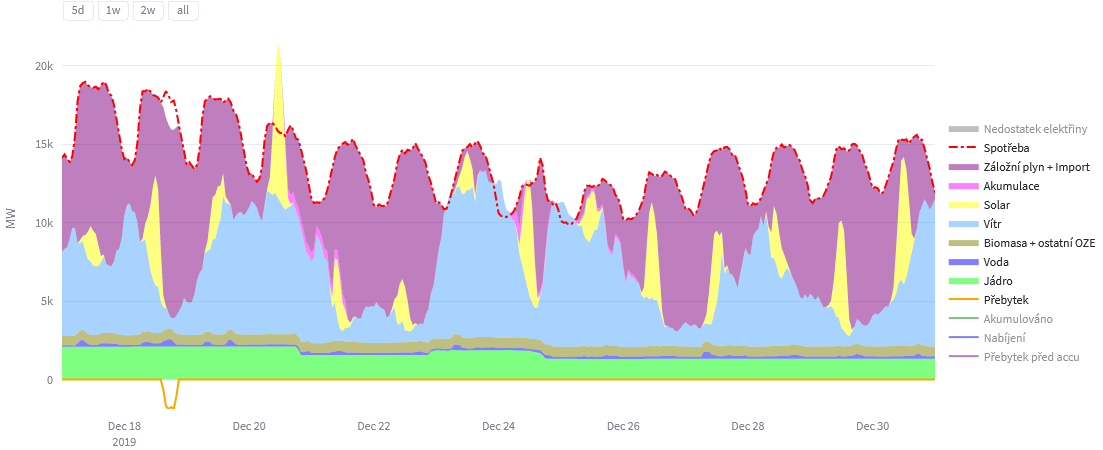 5d 1w 2w all
20k
15k
10k
5k
0
MW
Dec 18 Dec 20 Dec 22 Dec 24 Dec 26 Dec 28 Dec 30
2019
Nedostatek elektřiny
Spotřeba
Záložní plyn + Import
Akumulace
Solar
Vítr
Biomasa + ostatní OZE
Voda
Jádro
Přebytek
Akumulováno
Nabíjení
Přebytek před accu